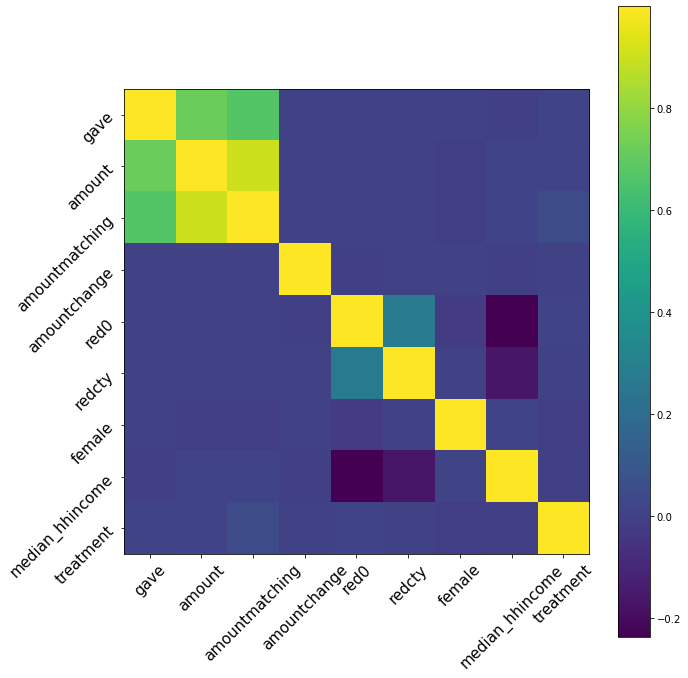 gave
amount
amountmatching
amountchange
red0
redcty
female
median_hhincome
treatment
gave
amount
amountmatching
amountchange
red0
redcty
female
median_hhincome
treatment
0.8
0.6
0.4
0.2
0.0
−0.2